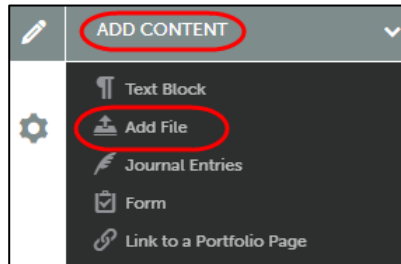 ADD CONTENT
Text Block
Add File
Journal Entries
Form
Link to a Portfolio Page